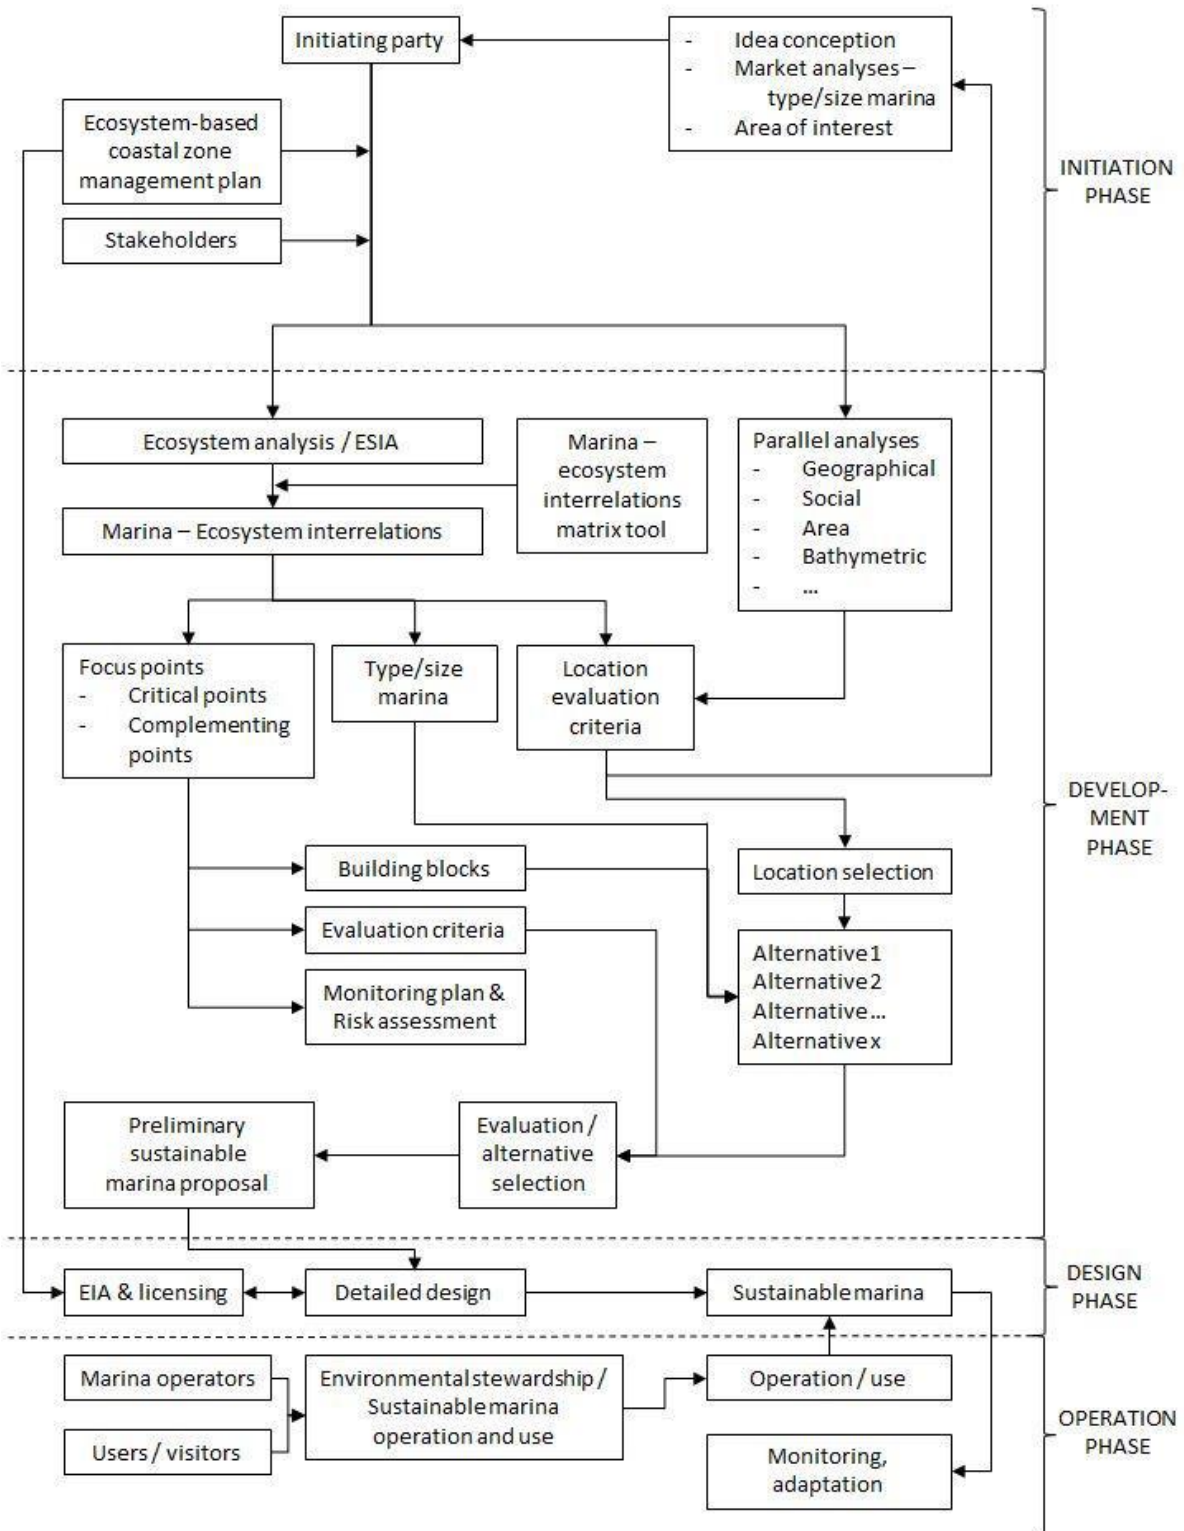 Initiating party
- Idea conception
- Market analyses –
type/size marina
- Area of interest
Ecosystem-based
coastal zone
management plan
Stakeholders
INITIATION
PHASE
Ecosystem analysis / ESIA
Marina –
ecosystem
interrelations
matrix tool
Parallel analyses
- Geographical
- Social
- Area
- Bathymetric
- ...
Marina – Ecosystem interrelations
Focus points
- Critical points
- Complementing
points
Type/size
marina
Location
evaluation
criteria
DEVELOP-
MENT
PHASE
Building blocks
Location selection
Evaluation criteria
Monitoring plan &
Risk assessment
Alternative 1
Alternative 2
Alternative ...
Alternative x
Preliminary
sustainable
marina proposal
Evaluation /
alternative
selection
EIA & licensing
Detailed design
Sustainable marina
DESIGN
PHASE
Marina operators
Users / visitors
Environmental stewardship /
Sustainable marina
operation and use
Operation / use
Monitoring,
adaptation
OPERATION
PHASE